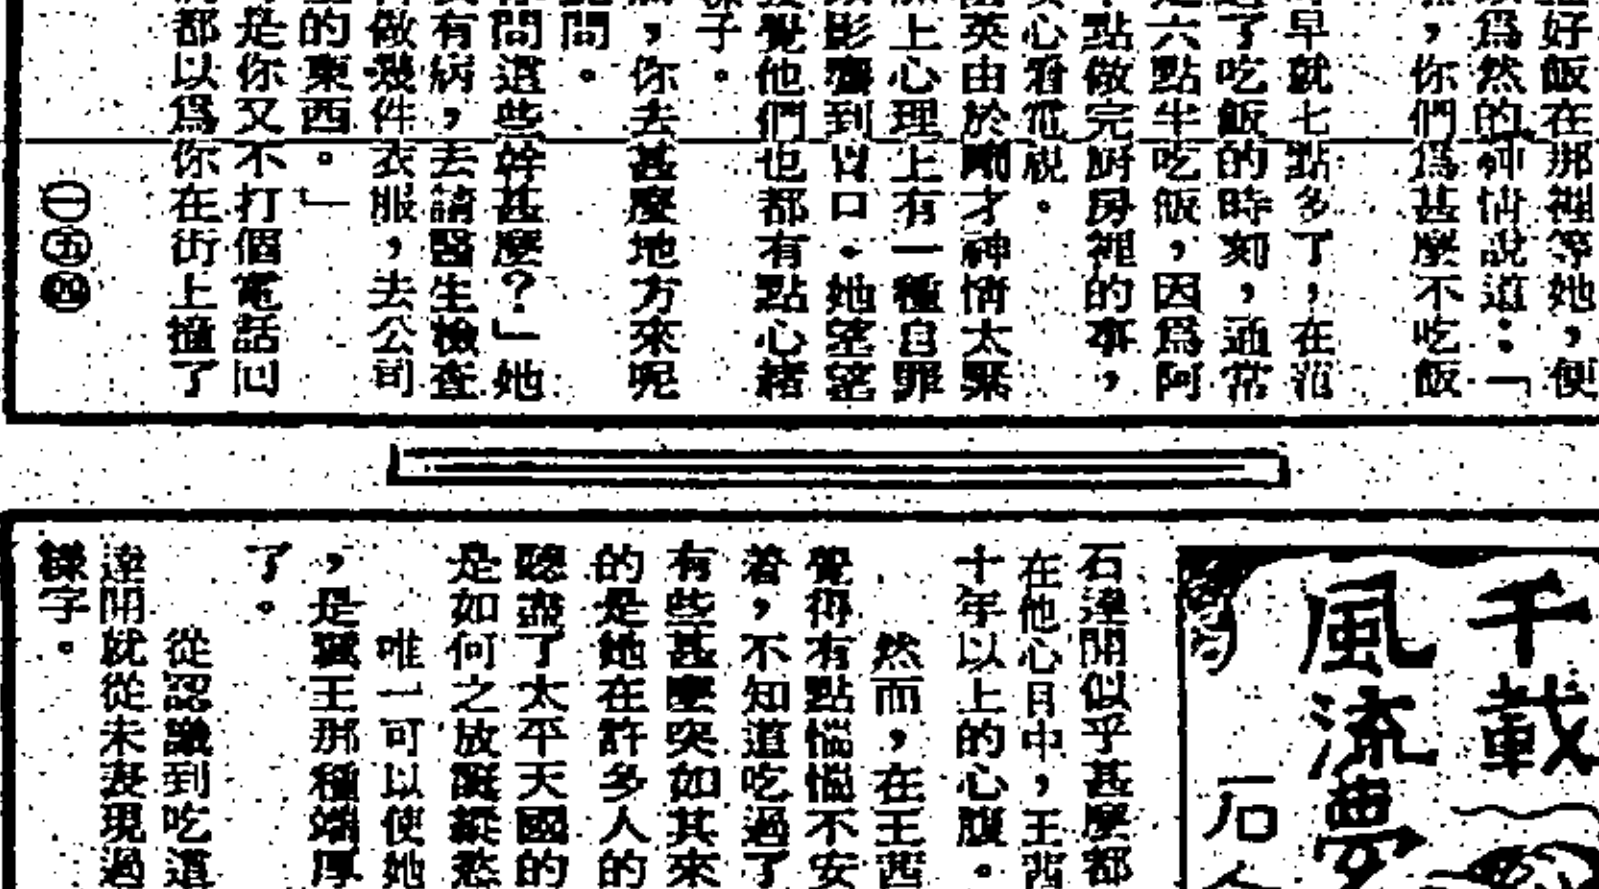 好飯在那裡等她，便
爲然的神情說道：「
，你們爲甚麼不吃飯
早就七點多了，在范
了吃飯的時刻，通常
六點半吃飯，因爲阿
點做完厨房裡的事，
心看電視。
英由於剛才神情太緊
上心理上有一種自罪
影響到胃口。她望望
覺他們也都有點心緒
子。
，你去甚麼地方來呢
問。
問這些幹甚麼？」她
有病，去請醫生檢查
做幾件衣服，去公司
的東西。」
是你又不打個電話回
都以爲你在街上撞了
㊀㊄㊃
千載
風流夢
石
石達開似乎甚麼都
在他心目中，王茜
十年以上的心腹。
然而，在王茜
覺得有點惱惱不安
着，不知道吃過了
有些甚麼突如其來
的是她在許多人的
聽盡了太平天國的
是如何之放誕縱慾
唯一可以使她
，是翼王那種端厚
了。
從認識到吃這
達開就從未表現過
樣字。